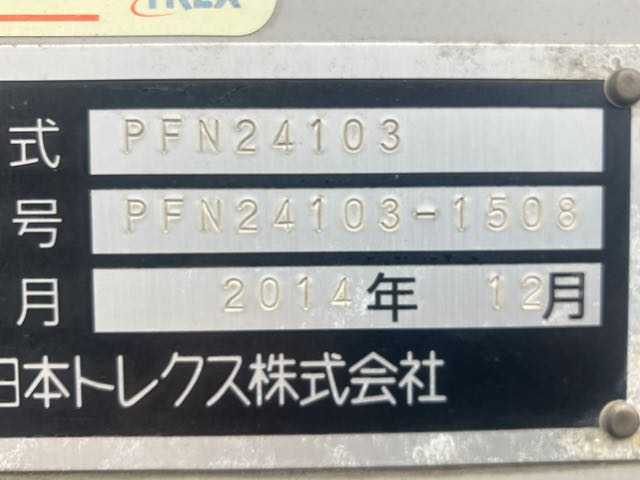 TREX
式 PFN24103
号 PFN24103-1508
月 2014年 12月
日本トレクス株式会社